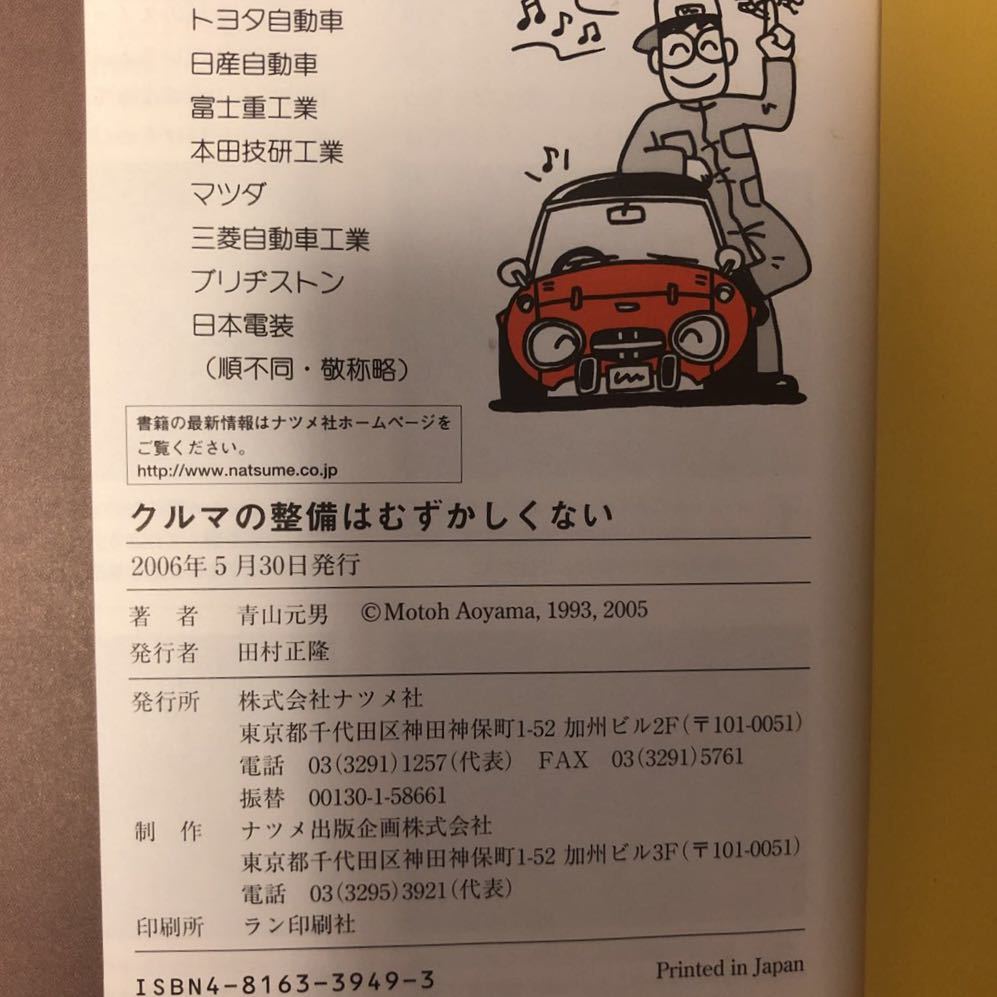 トヨタ自動車
日産自動車
富士重工業
本田技研工業
マツダ
三菱自動車工業
ブリヂストン
日本電装
(順不同・敬称略)
書籍の最新情報はナツメ社ホームページを
ご覧ください。
http://www.natsume.co.jp
クルマの整備はむずかしくない
2006年5月30日発行
著 者 青山元男 ©Motoh Aoyama, 1993, 2005
発行者 田村正隆
発行所 株式会社ナツメ社
東京都千代田区神田神保町1-52 加州ビル2F(〒101-0051)
電話 03(3291)1257(代表) FAX 03(3291)5761
振替 00130-1-58661
制 作 ナツメ出版企画株式会社
東京都千代田区神田神保町1-52 加州ビル3F(〒101-0051)
電話 03(3295)3921(代表)
印刷所 ラン印刷社
ISBN4-8163-3949-3
Printed in Japan